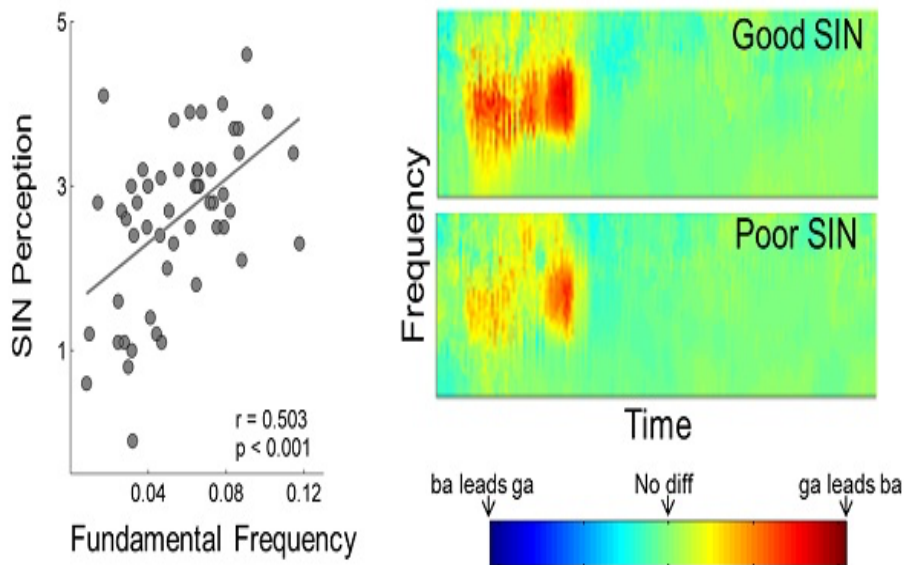 5
3
1
SIN Perception
r = 0.503
p < 0.001
0.04 0.08 0.12
Fundamental Frequency
Good SIN
Poor SIN
Frequency
Time
ba leads ga No diff ga leads ba